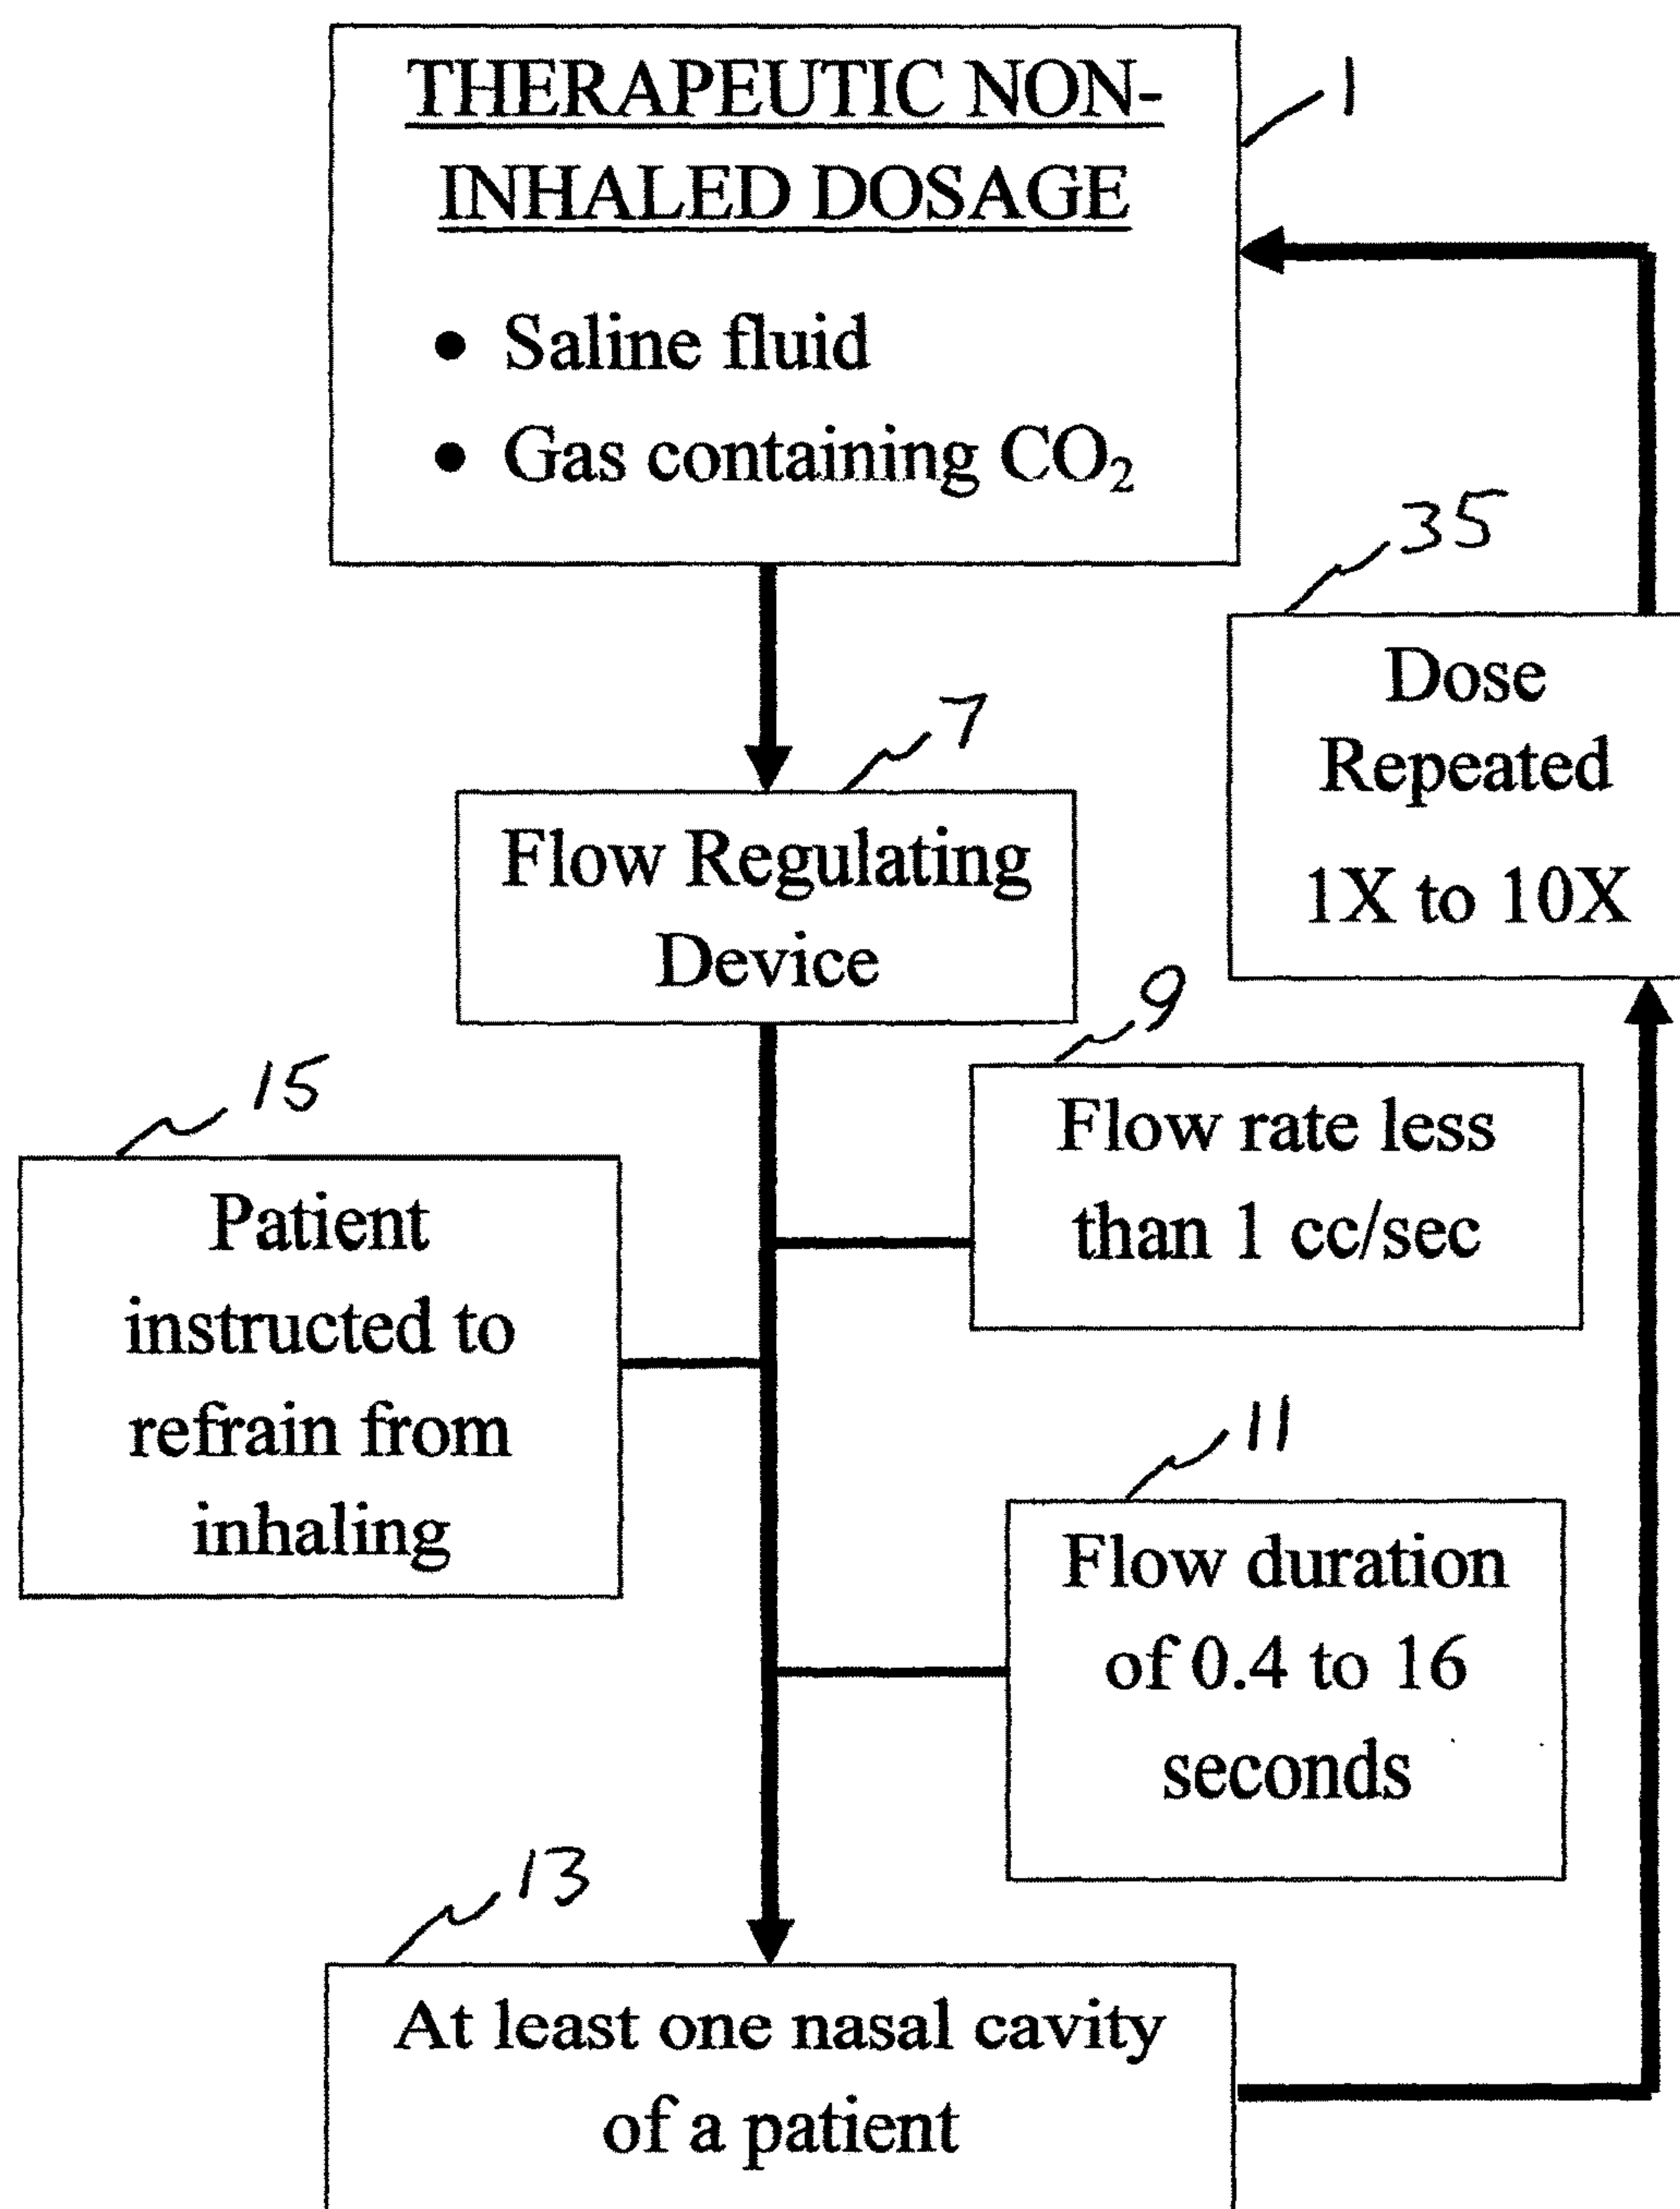 THERAPEUTIC NON-
INHALED DOSAGE
• Saline fluid
• Gas containing CO₂
1
35
Dose
Repeated
1X to 10X
7
Flow Regulating
Device
9
Flow rate less
than 1 cc/sec
15
Patient
instructed to
refrain from
inhaling
11
Flow duration
of 0.4 to 16
seconds
13
At least one nasal cavity
of a patient